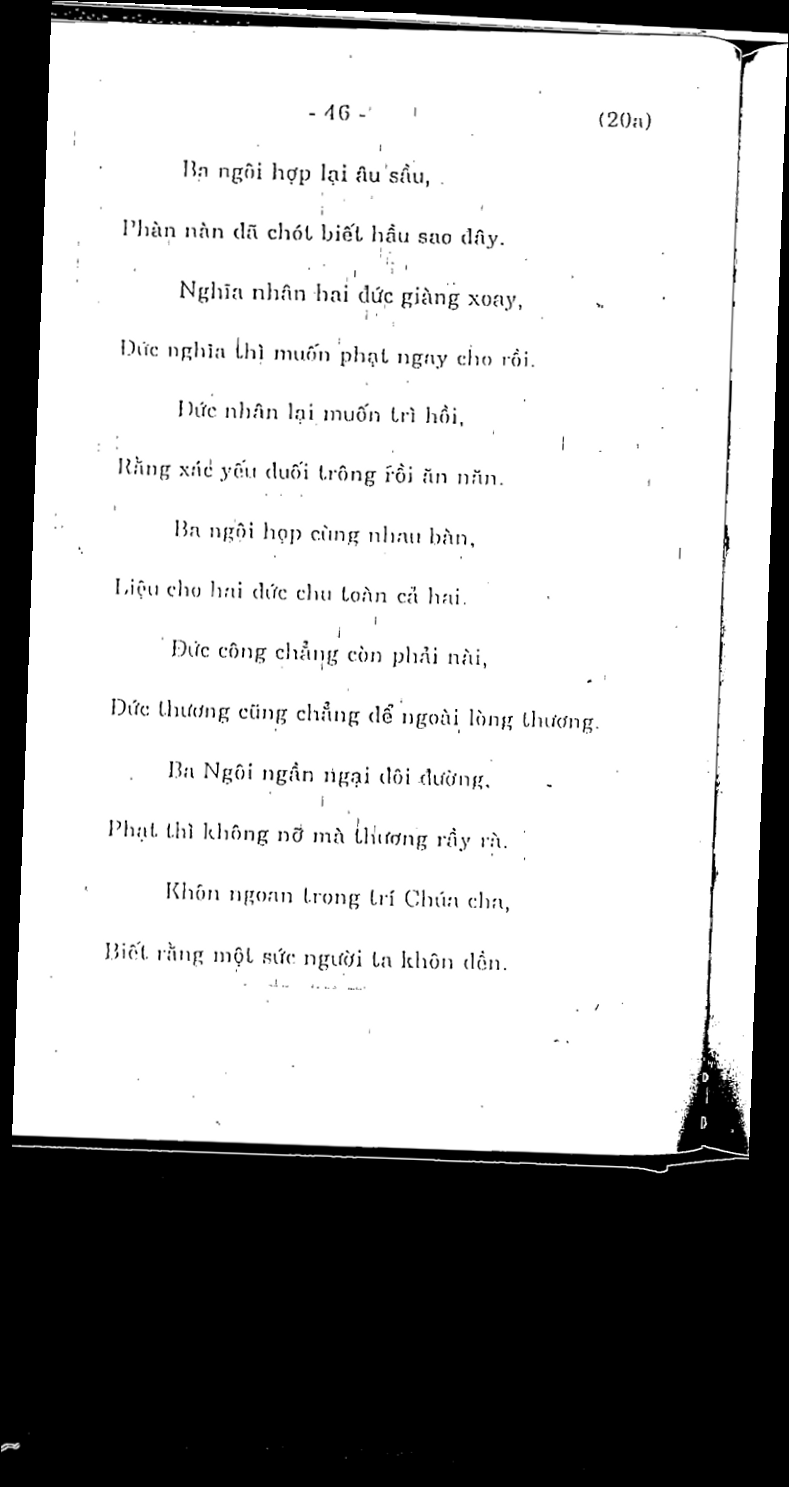 - 46 - (20a)
Ba ngôi hợp lại âu sầu,
Phàn nàn đã chót biết hầu sao đây.
Nghĩa nhân hai đức giàng xoay,
Đức nghĩa thì muốn phạt ngay cho rồi.
Đức nhân lại muốn trì hồi,
Rằng xác yếu đuối trông rồi ăn năn.
Ba ngôi họp cùng nhau bàn,
Liệu cho hai đức chu toàn cả hai.
Đức công chẳng còn phải nài,
Đức thương cũng chẳng để ngoài lòng thương.
Ba Ngôi ngần ngại đôi đường,
Phạt thì không nỡ mà thương rầy rà.
Khôn ngoan trong trí Chúa cha,
Biết rằng một sức người ta khôn đền.